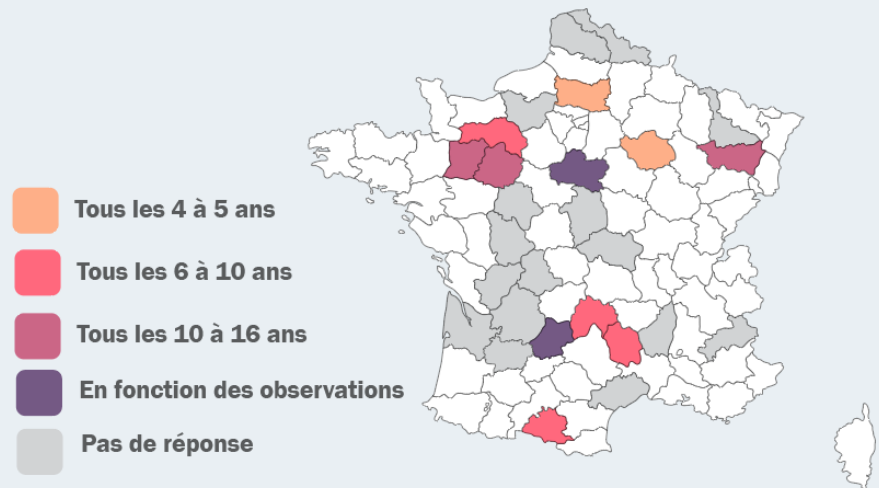 Tous les 4 à 5 ans
Tous les 6 à 10 ans
Tous les 10 à 16 ans
En fonction des observations
Pas de réponse